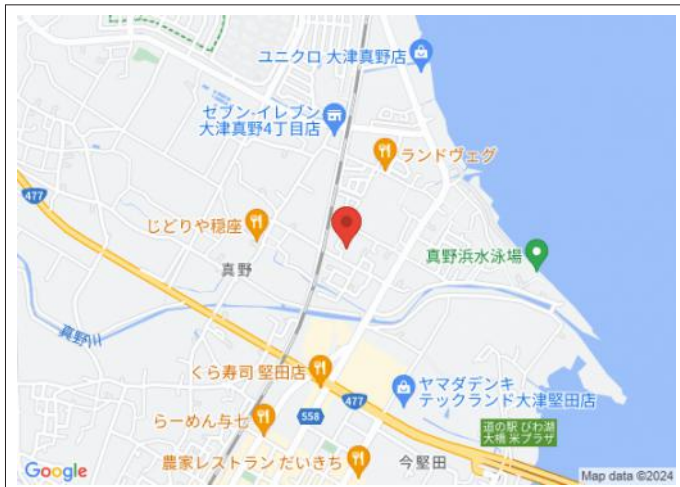 ユニクロ 大津真野店
セブン-イレブン
大津真野4丁目店
ランドヴェグ
477
じどりや穏座
真野浜水泳場
真野
真野川
くら寿司 堅田店
ヤマダデンキ
テックランド大津堅田店
477
558
らーめん与七
道の駅 びわ湖
大橋 米プラザ
農家レストラン だいきち
今堅田
Google
Map data ©2024